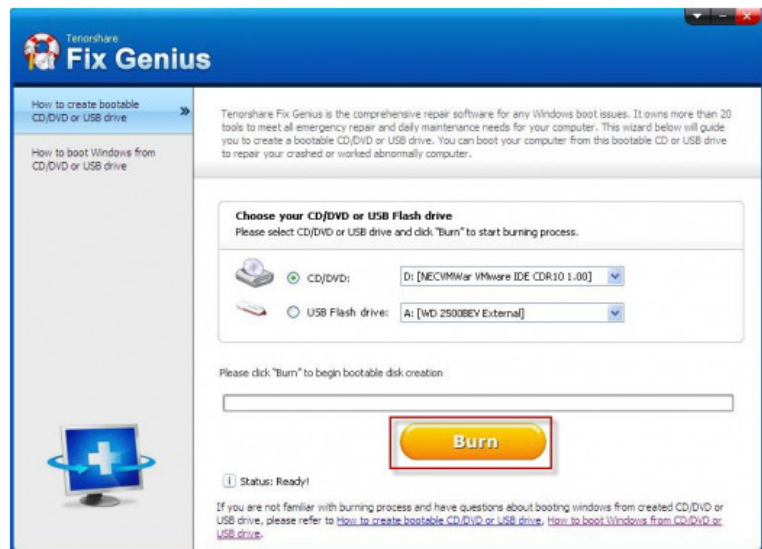 Tenorshare
Fix Genius
How to create bootable
CD/DVD or USB drive
How to boot Windows from
CD/DVD or USB drive
Tenorshare Fix Genius is the comprehensive repair software for any Windows boot issues. It owns more than 20
tools to meet all emergency repair and daily maintenance needs for your computer. This wizard below will guide
you to create a bootable CD/DVD or USB drive. You can boot your computer from this bootable CD or USB drive
to repair your crashed or worked abnormally computer.
Choose your CD/DVD or USB Flash drive
Please select CD/DVD or USB drive and click "Burn" to start burning process.
CD/DVD:
D: [NECVMWar VMware IDE CDR10 1.00]
USB Flash drive:
A: [WD 2500BEV External]
Please click "Burn" to begin bootable disk creation
Burn
Status: Ready!
If you are not familiar with burning process and have questions about booting windows from created CD/DVD or
USB drive, please refer to How to create bootable CD/DVD or USB drive, How to boot Windows from CD/DVD or
USB drive.